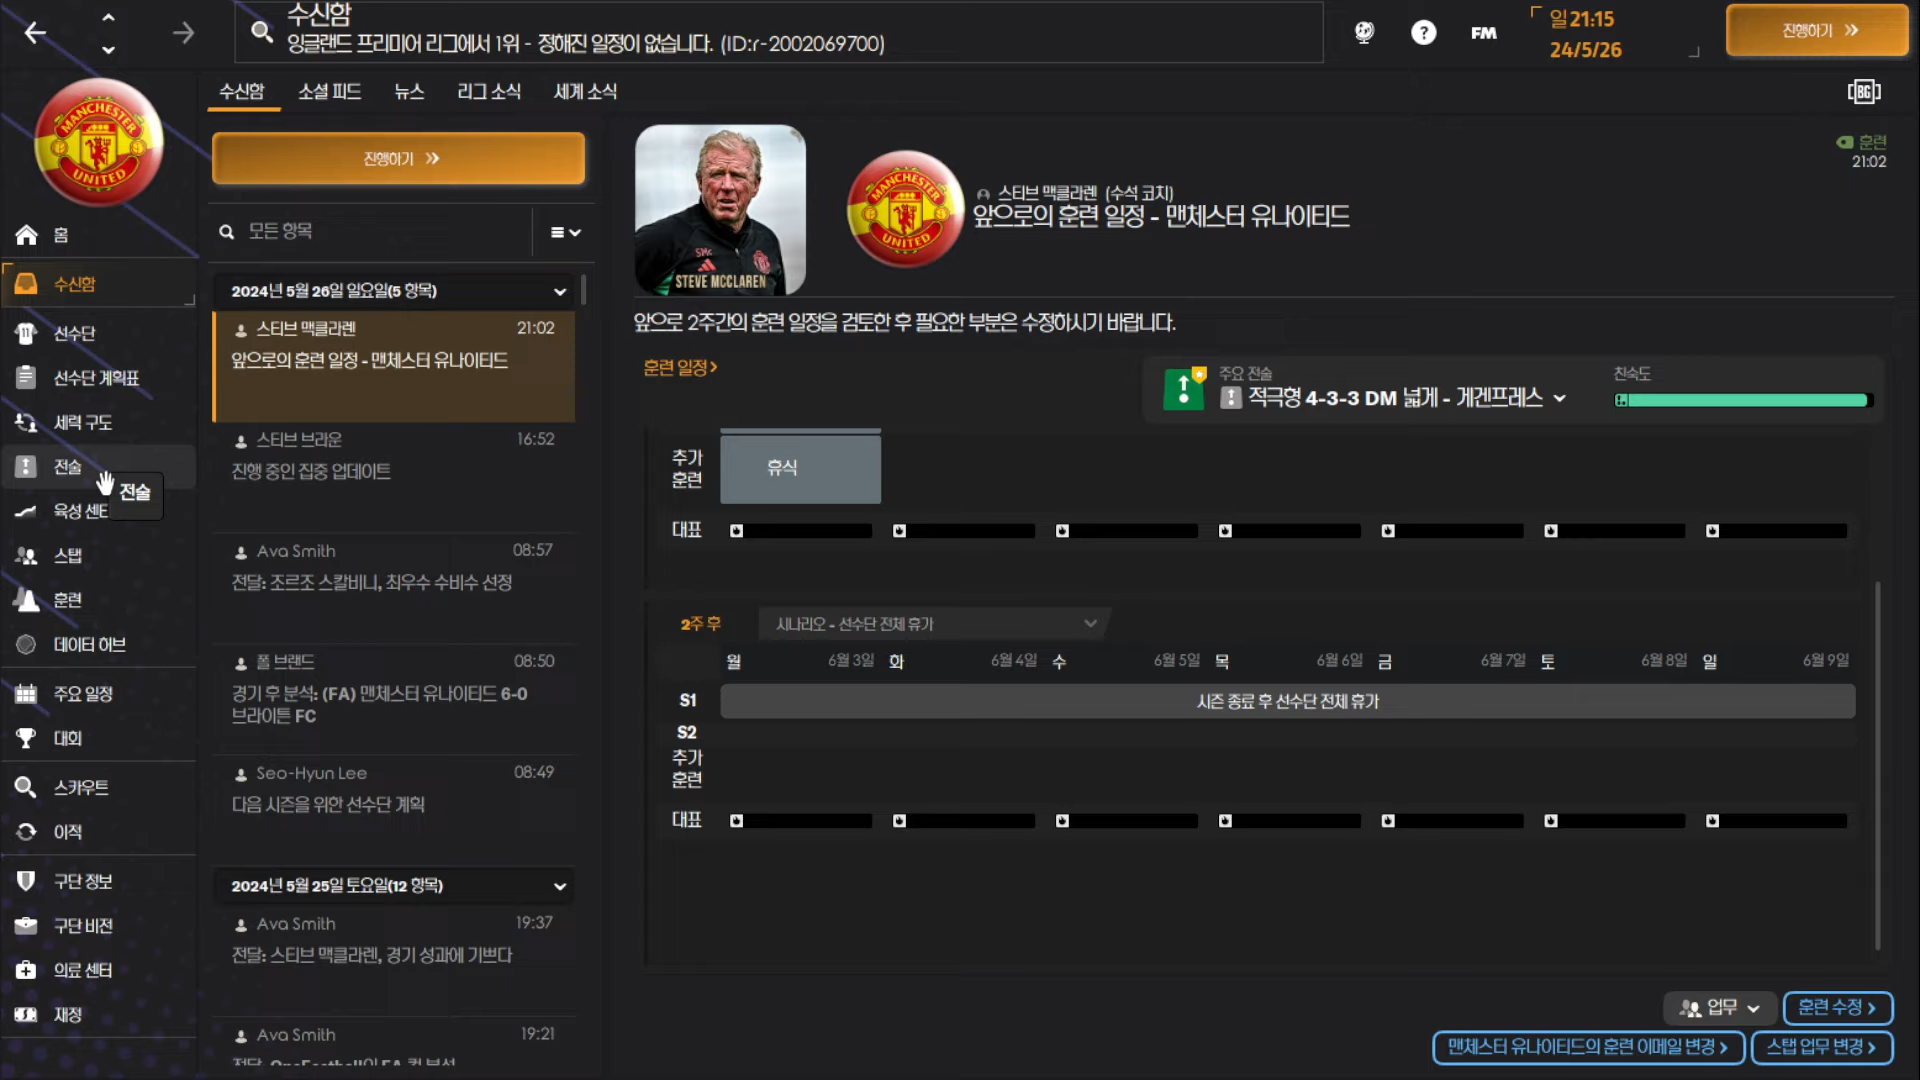 수신함
잉글랜드 프리미어 리그에서 1위 - 정해진 일정이 없습니다. (ID:r-2002069700)
FM
일 21:15
24/5/26
진행하기
MANCHESTER
UNITED
수신함
소셜 피드
뉴스
리그 소식
세계 소식
BG
홈
수신함
선수단
선수단 계획표
세력 구도
전술
전술
육성 센터
스탭
훈련
데이터 허브
주요 일정
대회
스카우트
이적
구단 정보
구단 비전
의료 센터
재정
진행하기
모든 항목
2024년 5월 26일 일요일(5 항목)
스티브 맥클라렌
21:02
앞으로의 훈련 일정 - 맨체스터 유나이티드
스티브 브라운
16:52
진행 중인 집중 업데이트
Ava Smith
08:57
전달: 조르조 스칼비니, 최우수 수비수 선정
폴 브랜드
08:50
경기 후 분석: (FA) 맨체스터 유나이티드 6-0
브라이튼 FC
Seo-Hyun Lee
08:49
다음 시즌을 위한 선수단 계획
2024년 5월 25일 토요일(12 항목)
Ava Smith
19:37
전달: 스티브 맥클라렌, 경기 성과에 기쁘다
Ava Smith
19:21
SMc
STEVE MCCLAREN
MANCHESTER
UNITED
스티브 맥클라렌 (수석 코치)
앞으로의 훈련 일정 - 맨체스터 유나이티드
훈련
21:02
앞으로 2주간의 훈련 일정을 검토한 후 필요한 부분은 수정하시기 바랍니다.
훈련 일정
주요 전술
적극형 4-3-3 DM 넓게 - 게겐프레스
친숙도
추가
훈련
휴식
대표
2주 후
시나리오 - 선수단 전체 휴가
월
6월 3일
화
6월 4일
수
6월 5일
목
6월 6일
금
6월 7일
토
6월 8일
일
6월 9일
S1
시즌 종료 후 선수단 전체 휴가
S2
추가
훈련
대표
업무
훈련 수정
맨체스터 유나이티드의 훈련 이메일 변경
스탭 업무 변경